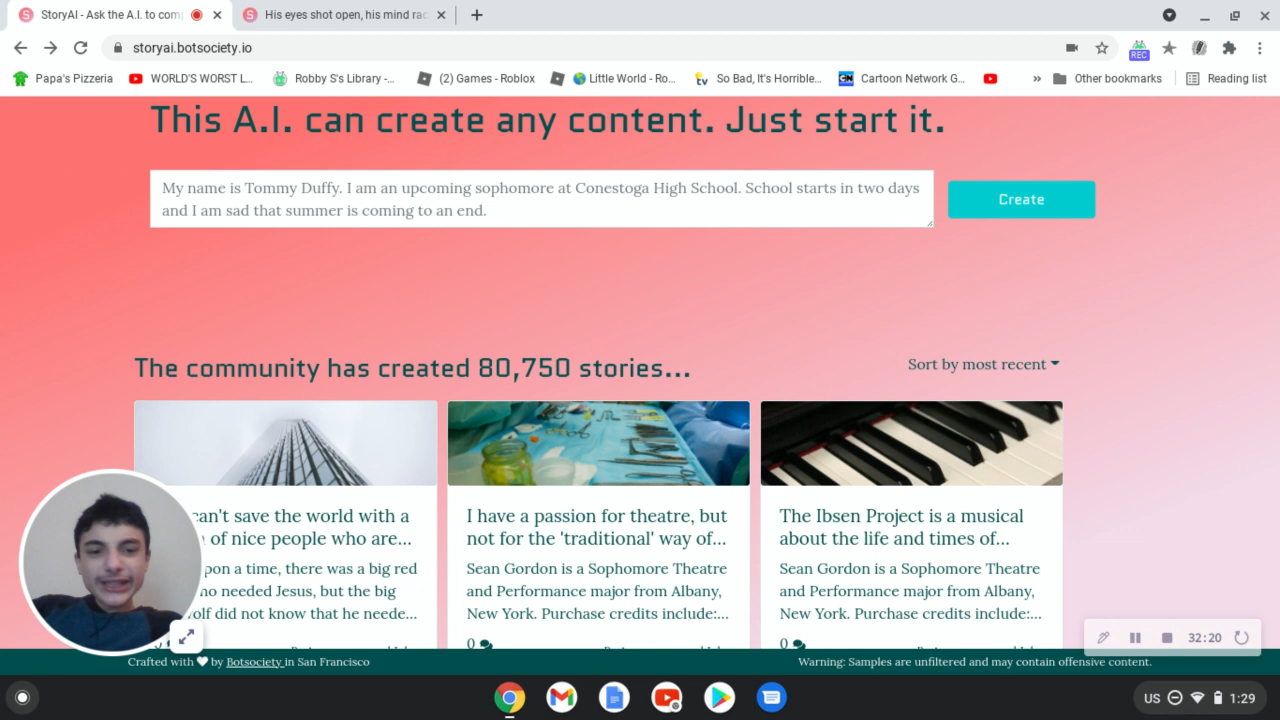 StoryAI - Ask the A.I. to com
His eyes shot open, his mind rac
storyai.botsociety.io
REC
Papa's Pizzeria
WORLD'S WORST L...
Robby S's Library -...
(2) Games - Roblox
Little World - Ro...
tv So Bad, It's Horrible...
CN Cartoon Network G...
»
Other bookmarks
Reading list
This A.I. can create any content. Just start it.
My name is Tommy Duffy. I am an upcoming sophomore at Conestoga High School. School starts in two days
and I am sad that summer is coming to an end.
Create
The community has created 80,750 stories...
Sort by most recent
can't save the world with a
of nice people who are...
pon a time, there was a big red
ho needed Jesus, but the big
olf did not know that he neede...
I have a passion for theatre, but
not for the 'traditional' way of...
Sean Gordon is a Sophomore Theatre
and Performance major from Albany,
New York. Purchase credits include:...
0
The Ibsen Project is a musical
about the life and times of...
Sean Gordon is a Sophomore Theatre
and Performance major from Albany,
New York. Purchase credits include:...
0
32:20
Crafted with by Botsociety in San Francisco
Warning: Samples are unfiltered and may contain offensive content.
US
1:29